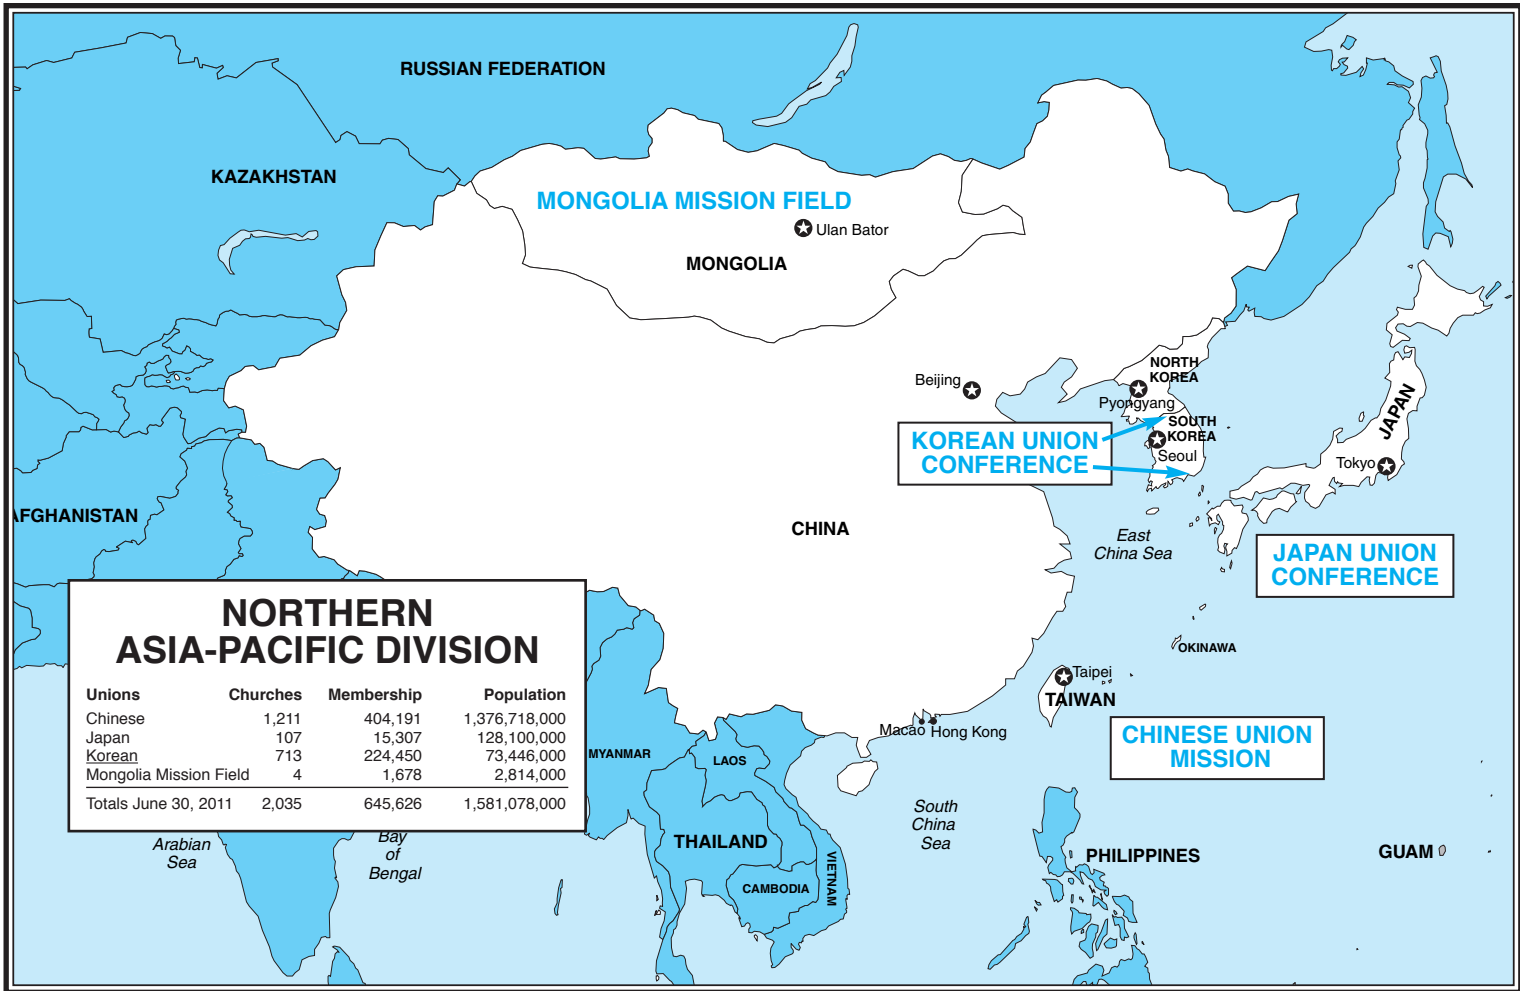 RUSSIAN FEDERATION
KAZAKHSTAN
MONGOLIA MISSION FIELD
Ulan Bator
MONGOLIA
Beijing
NORTH
KOREA
Pyongyang
SOUTH
KOREA
Seoul
KOREAN UNION
CONFERENCE
JAPAN
Tokyo
AFGHANISTAN
CHINA
East
China Sea
JAPAN UNION
CONFERENCE
NORTHERN
ASIA-PACIFIC DIVISION
Unions Churches Membership Population
Chinese 1,211 404,191 1,376,718,000
Japan 107 15,307 128,100,000
Korean 713 224,450 73,446,000
Mongolia Mission Field 4 1,678 2,814,000
Totals June 30, 2011 2,035 645,626 1,581,078,000
OKINAWA
Taipei
TAIWAN
Macao Hong Kong
CHINESE UNION
MISSION
MYANMAR
LAOS
South
China
Sea
THAILAND
VIETNAM
CAMBODIA
PHILIPPINES
GUAM
Arabian
Sea
Bay
of
Bengal